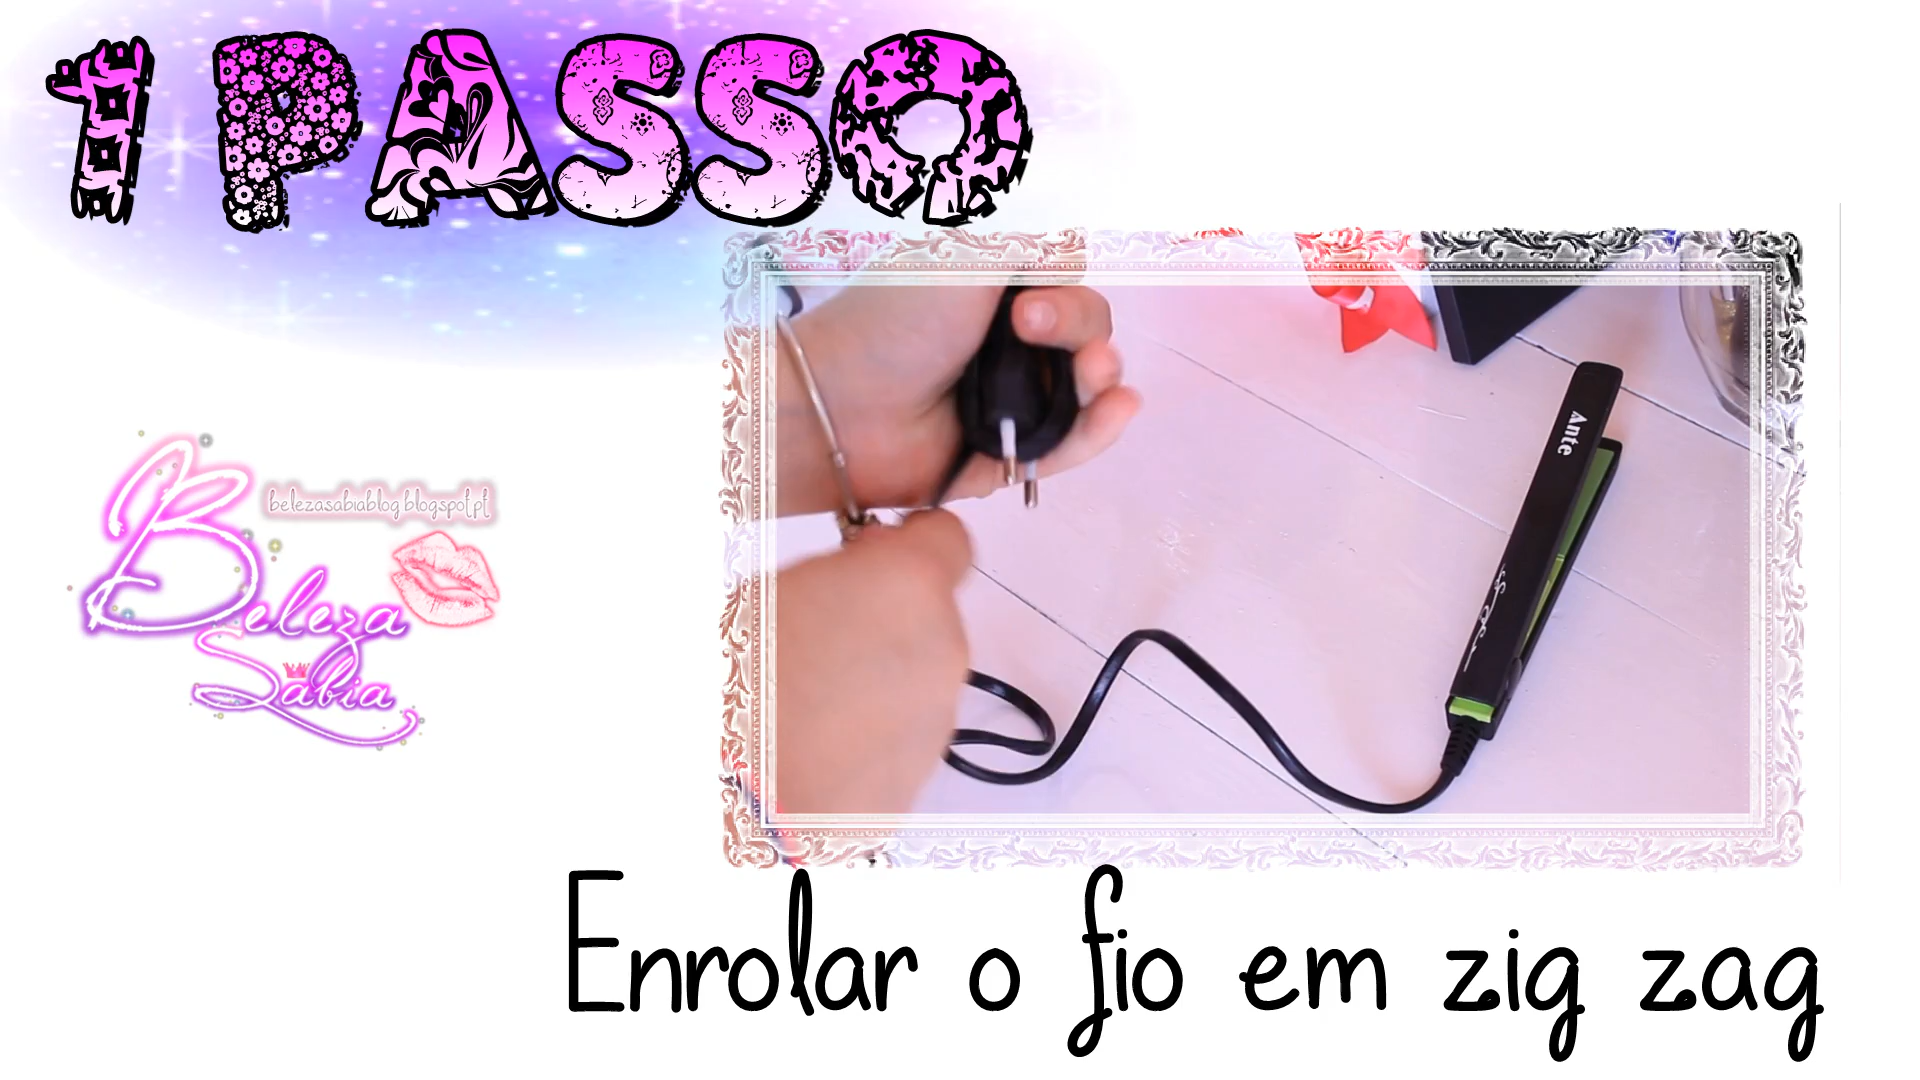 1 PASSO
belezasabiablog.blogspot.pt
Beleza
Sabia
Ante
Enrolar o fio em zig zag